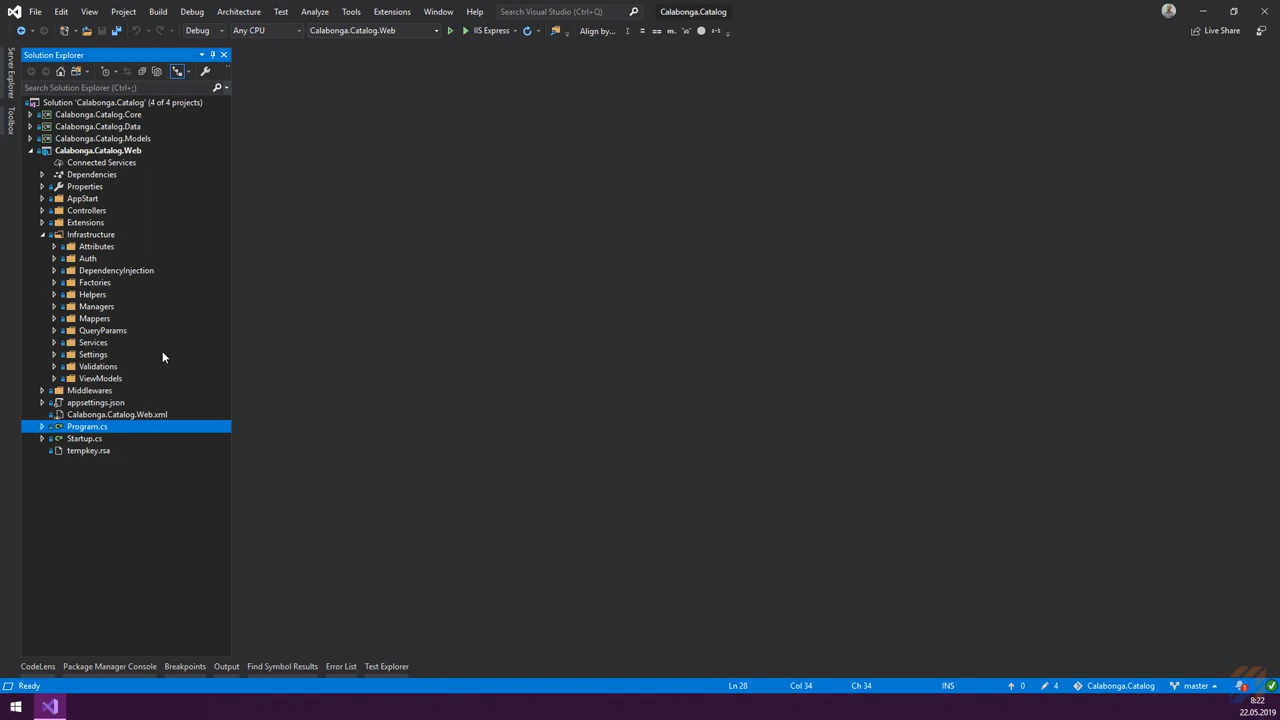 File Edit View Project Build Debug Architecture Test Analyze Tools Extensions Window Help Search Visual Studio (Ctrl+Q) Calabonga.Catalog
Debug Any CPU Calabonga.Catalog.Web IIS Express Align by... Live Share
Server Explorer
Toolbox
Solution Explorer
Search Solution Explorer (Ctrl+;)
Solution 'Calabonga.Catalog' (4 of 4 projects)
Calabonga.Catalog.Core
Calabonga.Catalog.Data
Calabonga.Catalog.Models
Calabonga.Catalog.Web
Connected Services
Dependencies
Properties
AppStart
Controllers
Extensions
Infrastructure
Attributes
Auth
DependencyInjection
Factories
Helpers
Managers
Mappers
QueryParams
Services
Settings
Validations
ViewModels
Middlewares
appsettings.json
Calabonga.Catalog.Web.xml
Program.cs
Startup.cs
tempkey.rsa
CodeLens Package Manager Console Breakpoints Output Find Symbol Results Error List Test Explorer
Ready Ln 28 Col 34 Ch 34 INS 0 4 Calabonga.Catalog master 1
8:22
22.05.2019